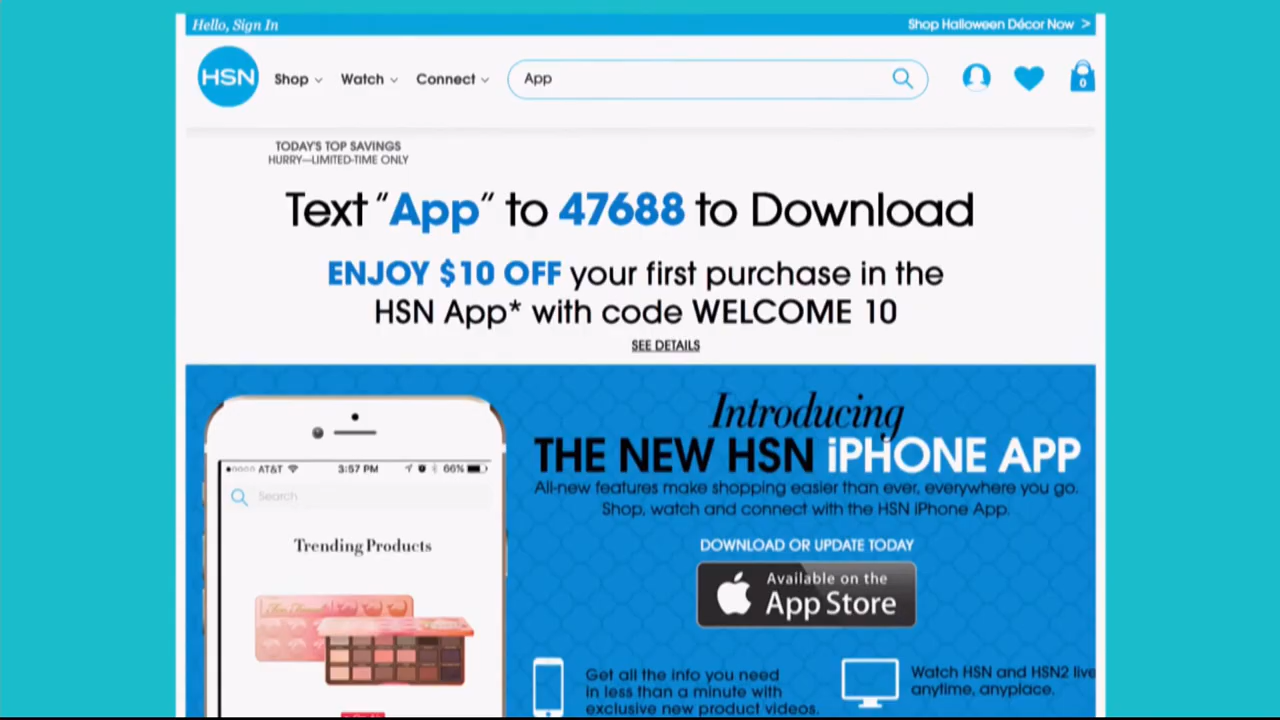 Hello, Sign In
Shop Halloween Décor Now >
HSN
Shop
Watch
Connect
App
0
TODAY'S TOP SAVINGS
HURRY—LIMITED-TIME ONLY
Text "App" to 47688 to Download
ENJOY $10 OFF your first purchase in the
HSN App* with code WELCOME 10
SEE DETAILS
Introducing
THE NEW HSN iPHONE APP
All-new features make shopping easier than ever, everywhere you go.
Shop, watch and connect with the HSN iPhone App.
DOWNLOAD OR UPDATE TODAY
Available on the
App Store
AT&T
3:57 PM
66%
Search
Trending Products
Get all the info you need
in less than a minute with
exclusive new product videos.
Watch HSN and HSN2 live
anytime, anyplace.